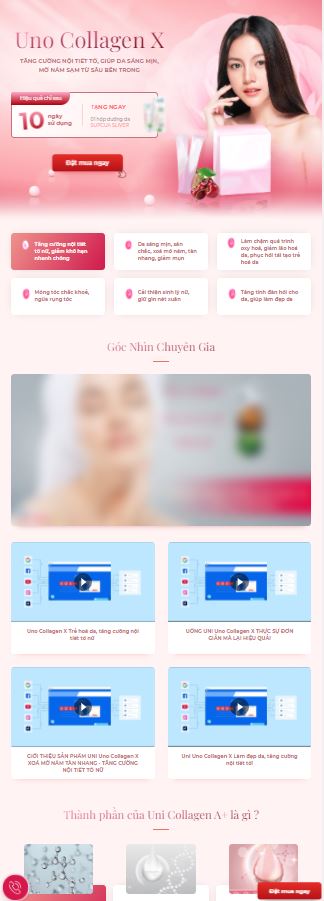 Uno Collagen X
TĂNG CƯỜNG NỘI TIẾT TỐ, GIÚP DA SÁNG MỊN,
MỜ NÁM SẠM TỪ SÂU BÊN TRONG
Hiệu quả chỉ sau
10 ngày
sử dụng
TẶNG NGAY
01 hộp dưỡng da
Đặt mua ngay
Tăng cường nội tiết
tố nữ, giảm khô hạn
nhanh chóng
Da sáng mịn, săn
chắc, xoá mờ nám, tàn
nhang, giảm mụn
Làm chậm quá trình
oxy hoá, giảm lão hoá
da, phục hồi tái tạo trẻ
hoá da
Móng tóc chắc khoẻ,
ngừa rụng tóc
Cải thiện sinh lý nữ,
giữ gìn nét xuân
Tăng tính đàn hồi cho
da, giúp làm đẹp da
Góc Nhìn Chuyên Gia
Uno Collagen X Trẻ hoá da, tăng cường nội
tiết tố nữ
UỐNG UNI Uno Collagen X THỰC SỰ ĐƠN
GIẢN MÀ LẠI HIỆU QUẢ!
GIỚI THIỆU SẢN PHẨM UNI Uno Collagen X
XOÁ MỜ NÁM TÀN NHANG - TĂNG CƯỜNG
NỘI TIẾT TỐ NỮ
Uni Uno Collagen X Làm đẹp da, tăng cường
nội tiết tố!
Thành phần của Uni Collagen A+ là gì ?
Đặt mua ngay